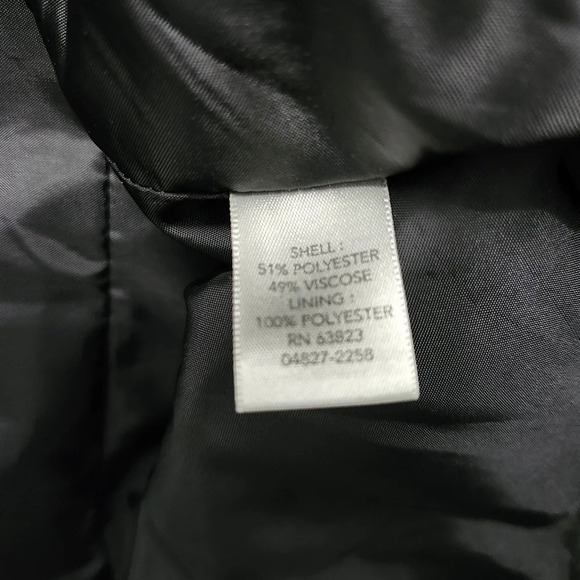 SHELL :
51% POLYESTER
49% VISCOSE
LINING :
100% POLYESTER
RN 63823
04827-2258